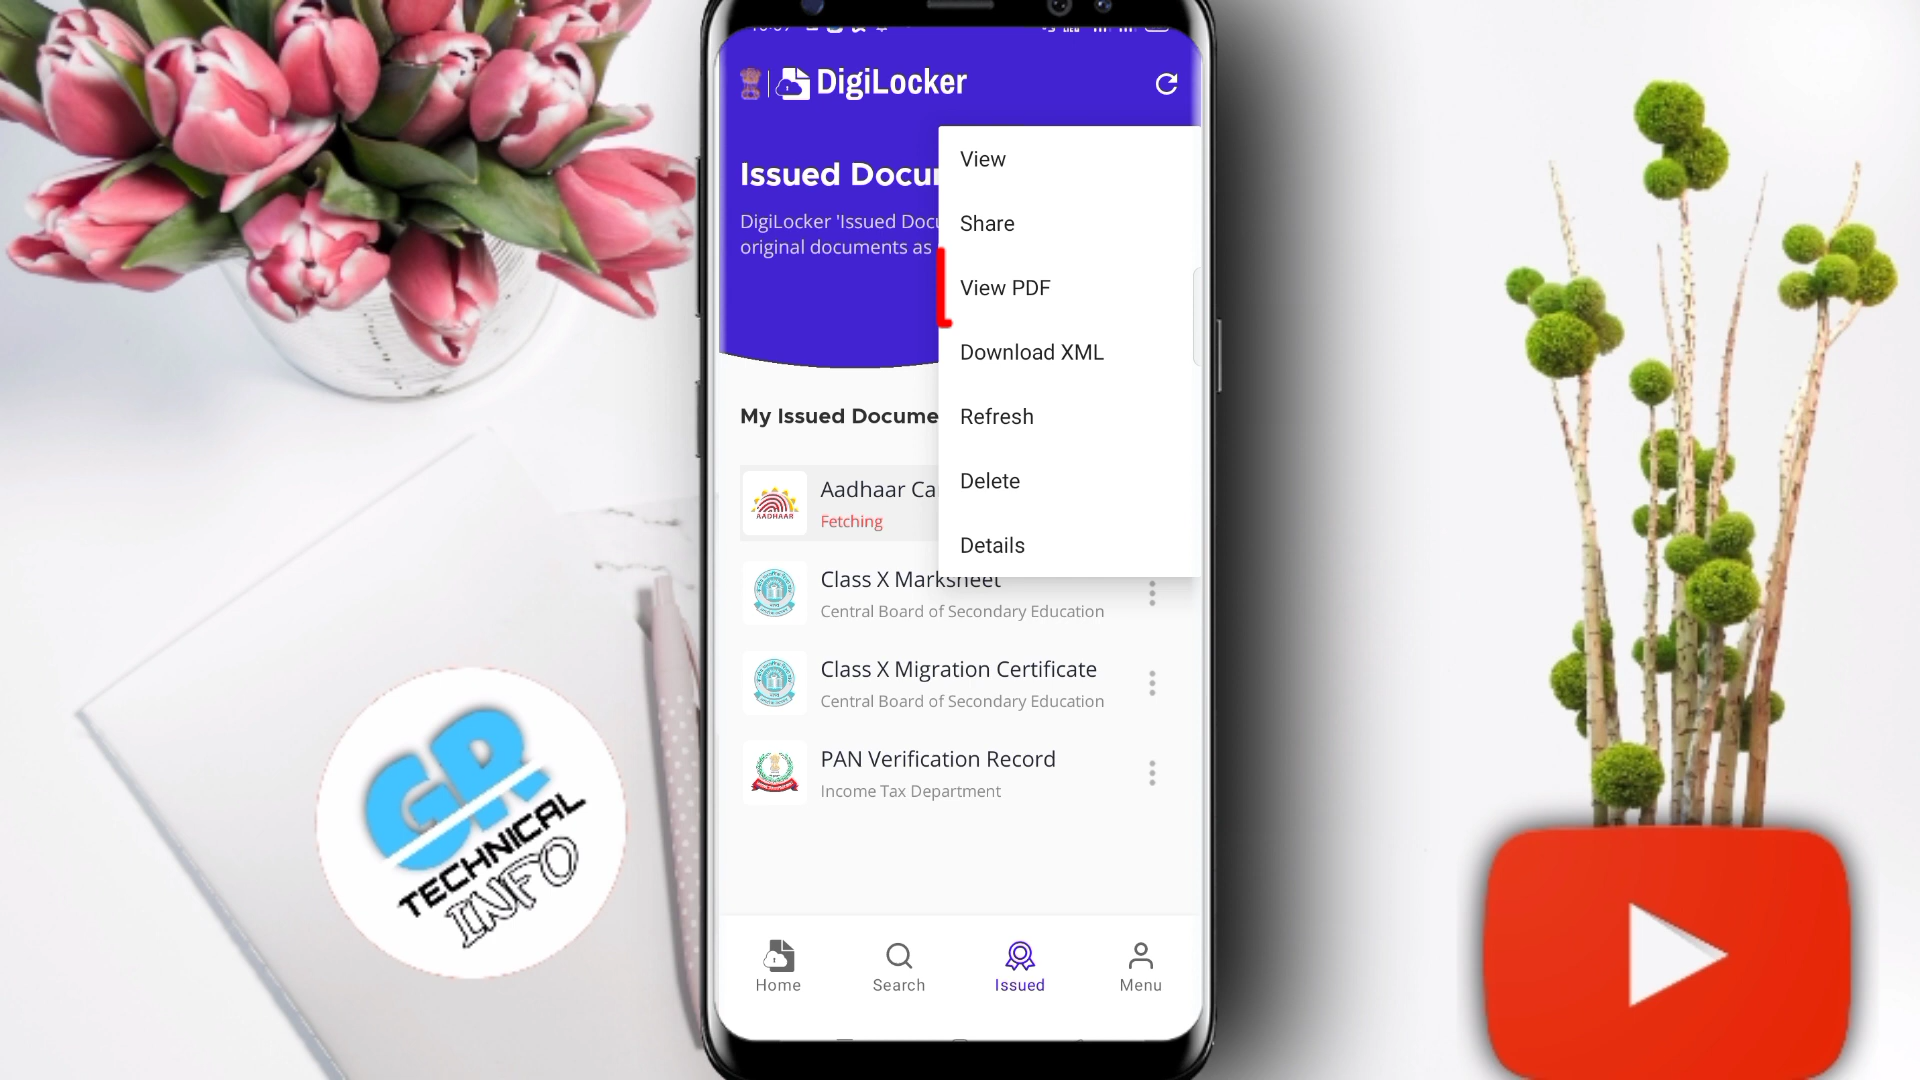 DigiLocker
View
Share
View PDF
Download XML
Refresh
Delete
Details
Issued Docu
DigiLocker 'Issued Docu
original documents as
My Issued Docume
AADHAAR
Aadhaar Ca
Fetching
Class X Marksheet
Central Board of Secondary Education
Class X Migration Certificate
Central Board of Secondary Education
PAN Verification Record
Income Tax Department
Home
Search
Issued
Menu
GR
TECHNICAL
INFO